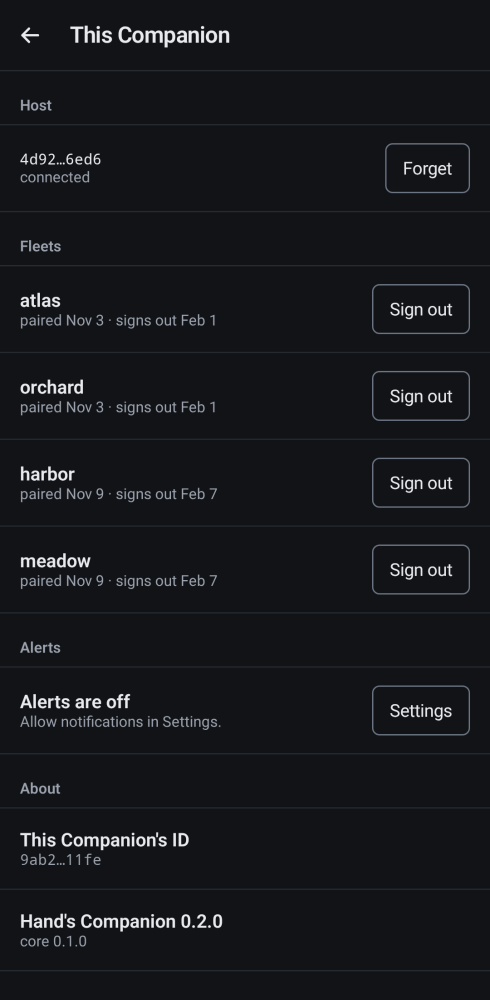 This Companion
Host
4d92…6ed6
connected
Forget
Fleets
atlas
paired Nov 3 · signs out Feb 1
Sign out
orchard
paired Nov 3 · signs out Feb 1
Sign out
harbor
paired Nov 9 · signs out Feb 7
Sign out
meadow
paired Nov 9 · signs out Feb 7
Sign out
Alerts
Alerts are off
Allow notifications in Settings.
Settings
About
This Companion's ID
9ab2…11fe
Hand's Companion 0.2.0
core 0.1.0